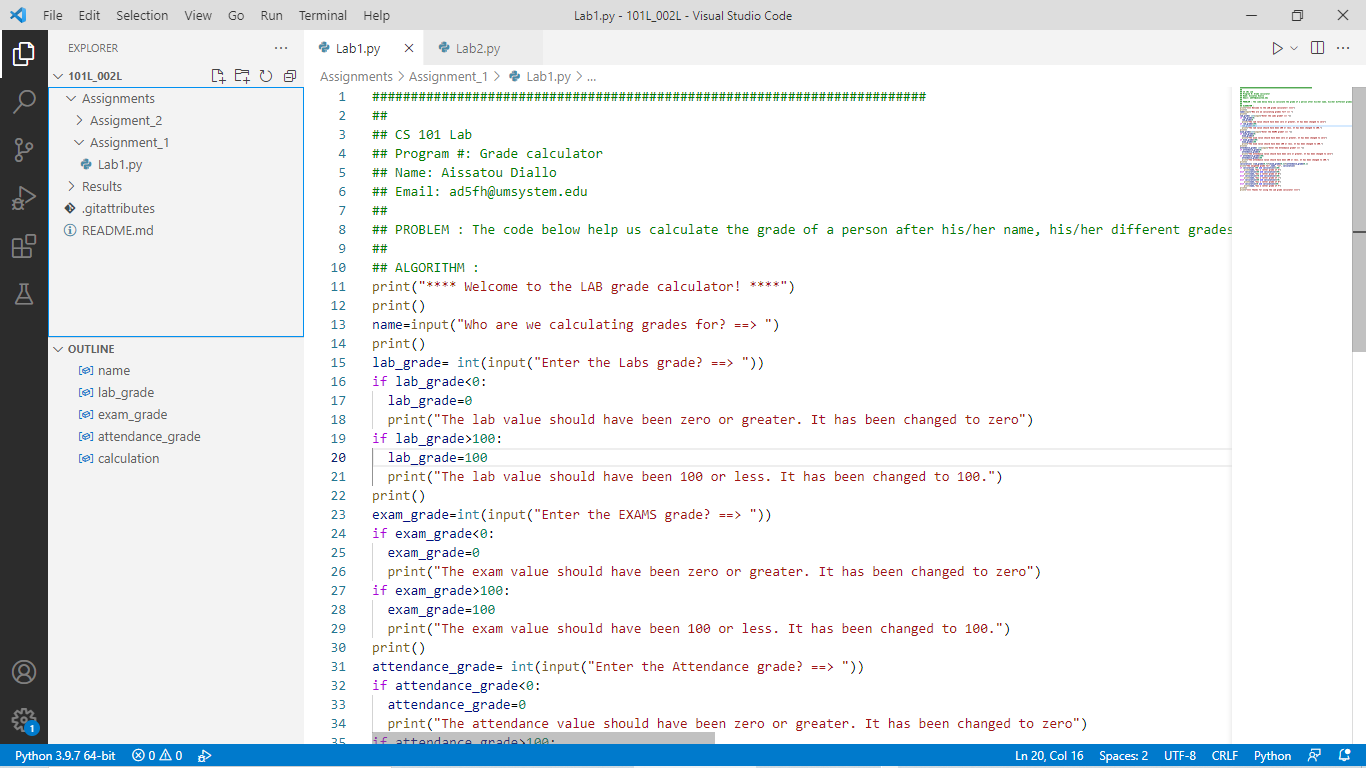 File Edit Selection View Go Run Terminal Help Lab1.py - 101L_002L - Visual Studio Code
EXPLORER
101L_002L
Assignments
Assigment_2
Assignment_1
Lab1.py
Results
.gitattributes
README.md
OUTLINE
name
lab_grade
exam_grade
attendance_grade
calculation
Lab1.py Lab2.py
Assignments > Assignment_1 > Lab1.py > ...
1 ########################################################################
2 ##
3 ## CS 101 Lab
4 ## Program #: Grade calculator
5 ## Name: Aissatou Diallo
6 ## Email: ad5fh@umsystem.edu
7 ##
8 ## PROBLEM : The code below help us calculate the grade of a person after his/her name, his/her different grades
9 ##
10 ## ALGORITHM :
11 print("**** Welcome to the LAB grade calculator! ****")
12 print()
13 name=input("Who are we calculating grades for? ==> ")
14 print()
15 lab_grade= int(input("Enter the Labs grade? ==> "))
16 if lab_grade<0:
17 lab_grade=0
18 print("The lab value should have been zero or greater. It has been changed to zero")
19 if lab_grade>100:
20 lab_grade=100
21 print("The lab value should have been 100 or less. It has been changed to 100.")
22 print()
23 exam_grade=int(input("Enter the EXAMS grade? ==> "))
24 if exam_grade<0:
25 exam_grade=0
26 print("The exam value should have been zero or greater. It has been changed to zero")
27 if exam_grade>100:
28 exam_grade=100
29 print("The exam value should have been 100 or less. It has been changed to 100.")
30 print()
31 attendance_grade= int(input("Enter the Attendance grade? ==> "))
32 if attendance_grade<0:
33 attendance_grade=0
34 print("The attendance value should have been zero or greater. It has been changed to zero")
35 if attendance_grade>100:
1
Python 3.9.7 64-bit 0 0 Ln 20, Col 16 Spaces: 2 UTF-8 CRLF Python